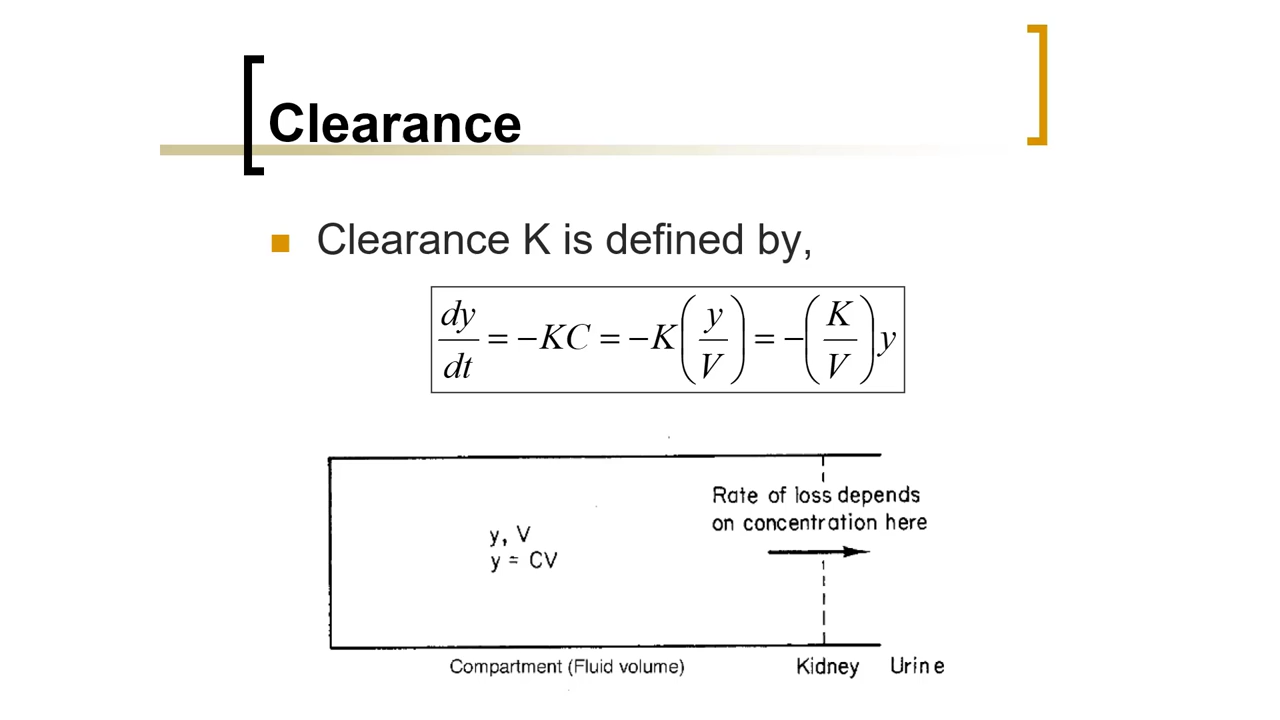 Clearance
Clearance K is defined by,
dy/dt = −KC = −K(y/V) = −(K/V)y
Rate of loss depends
on concentration here
y, V
y = CV
Compartment (Fluid volume)
Kidney
Urine